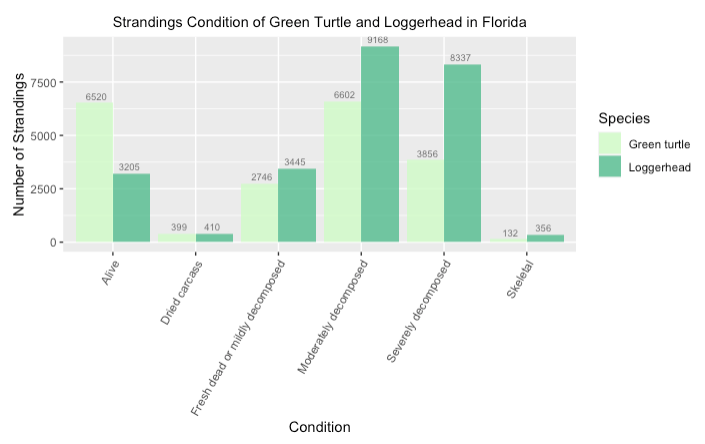 Strandings Condition of Green Turtle and Loggerhead in Florida
Number of Strandings
7500
5000
2500
0
6520
3205
399
410
2746
3445
6602
9168
3856
8337
132
356
Alive
Dried carcass
Fresh dead or mildly decomposed
Moderately decomposed
Severely decomposed
Skeletal
Condition
Species
Green turtle
Loggerhead